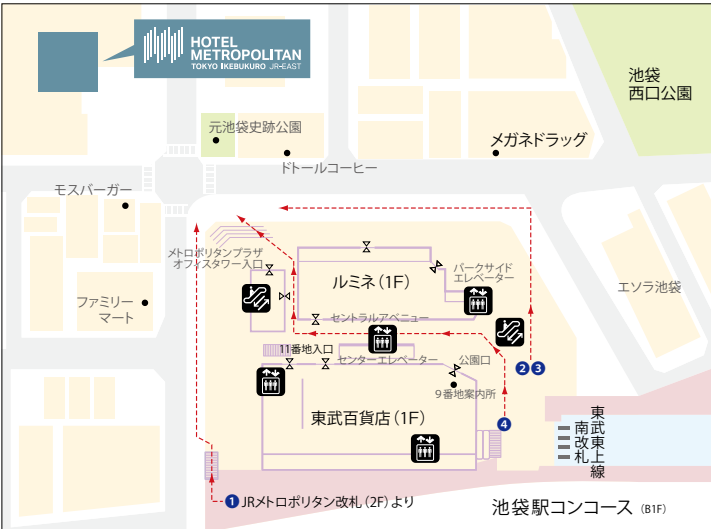 HOTEL
METROPOLITAN
TOKYO IKEBUKURO JR-EAST
池袋
西口公園
元池袋史跡公園
メガネドラッグ
ドトールコーヒー
モスバーガー
メトロポリタンプラザ
オフィスタワー入口
ルミネ(1F)
パークサイド
エレベーター
エソラ池袋
ファミリー
マート
セントラルアベニュー
11番地入口
センターエレベーター
公園口
9番地案内所
2 3
東武百貨店(1F)
4
東武東上線
南改札
1 JRメトロポリタン改札(2F)より
池袋駅コンコース (B1F)